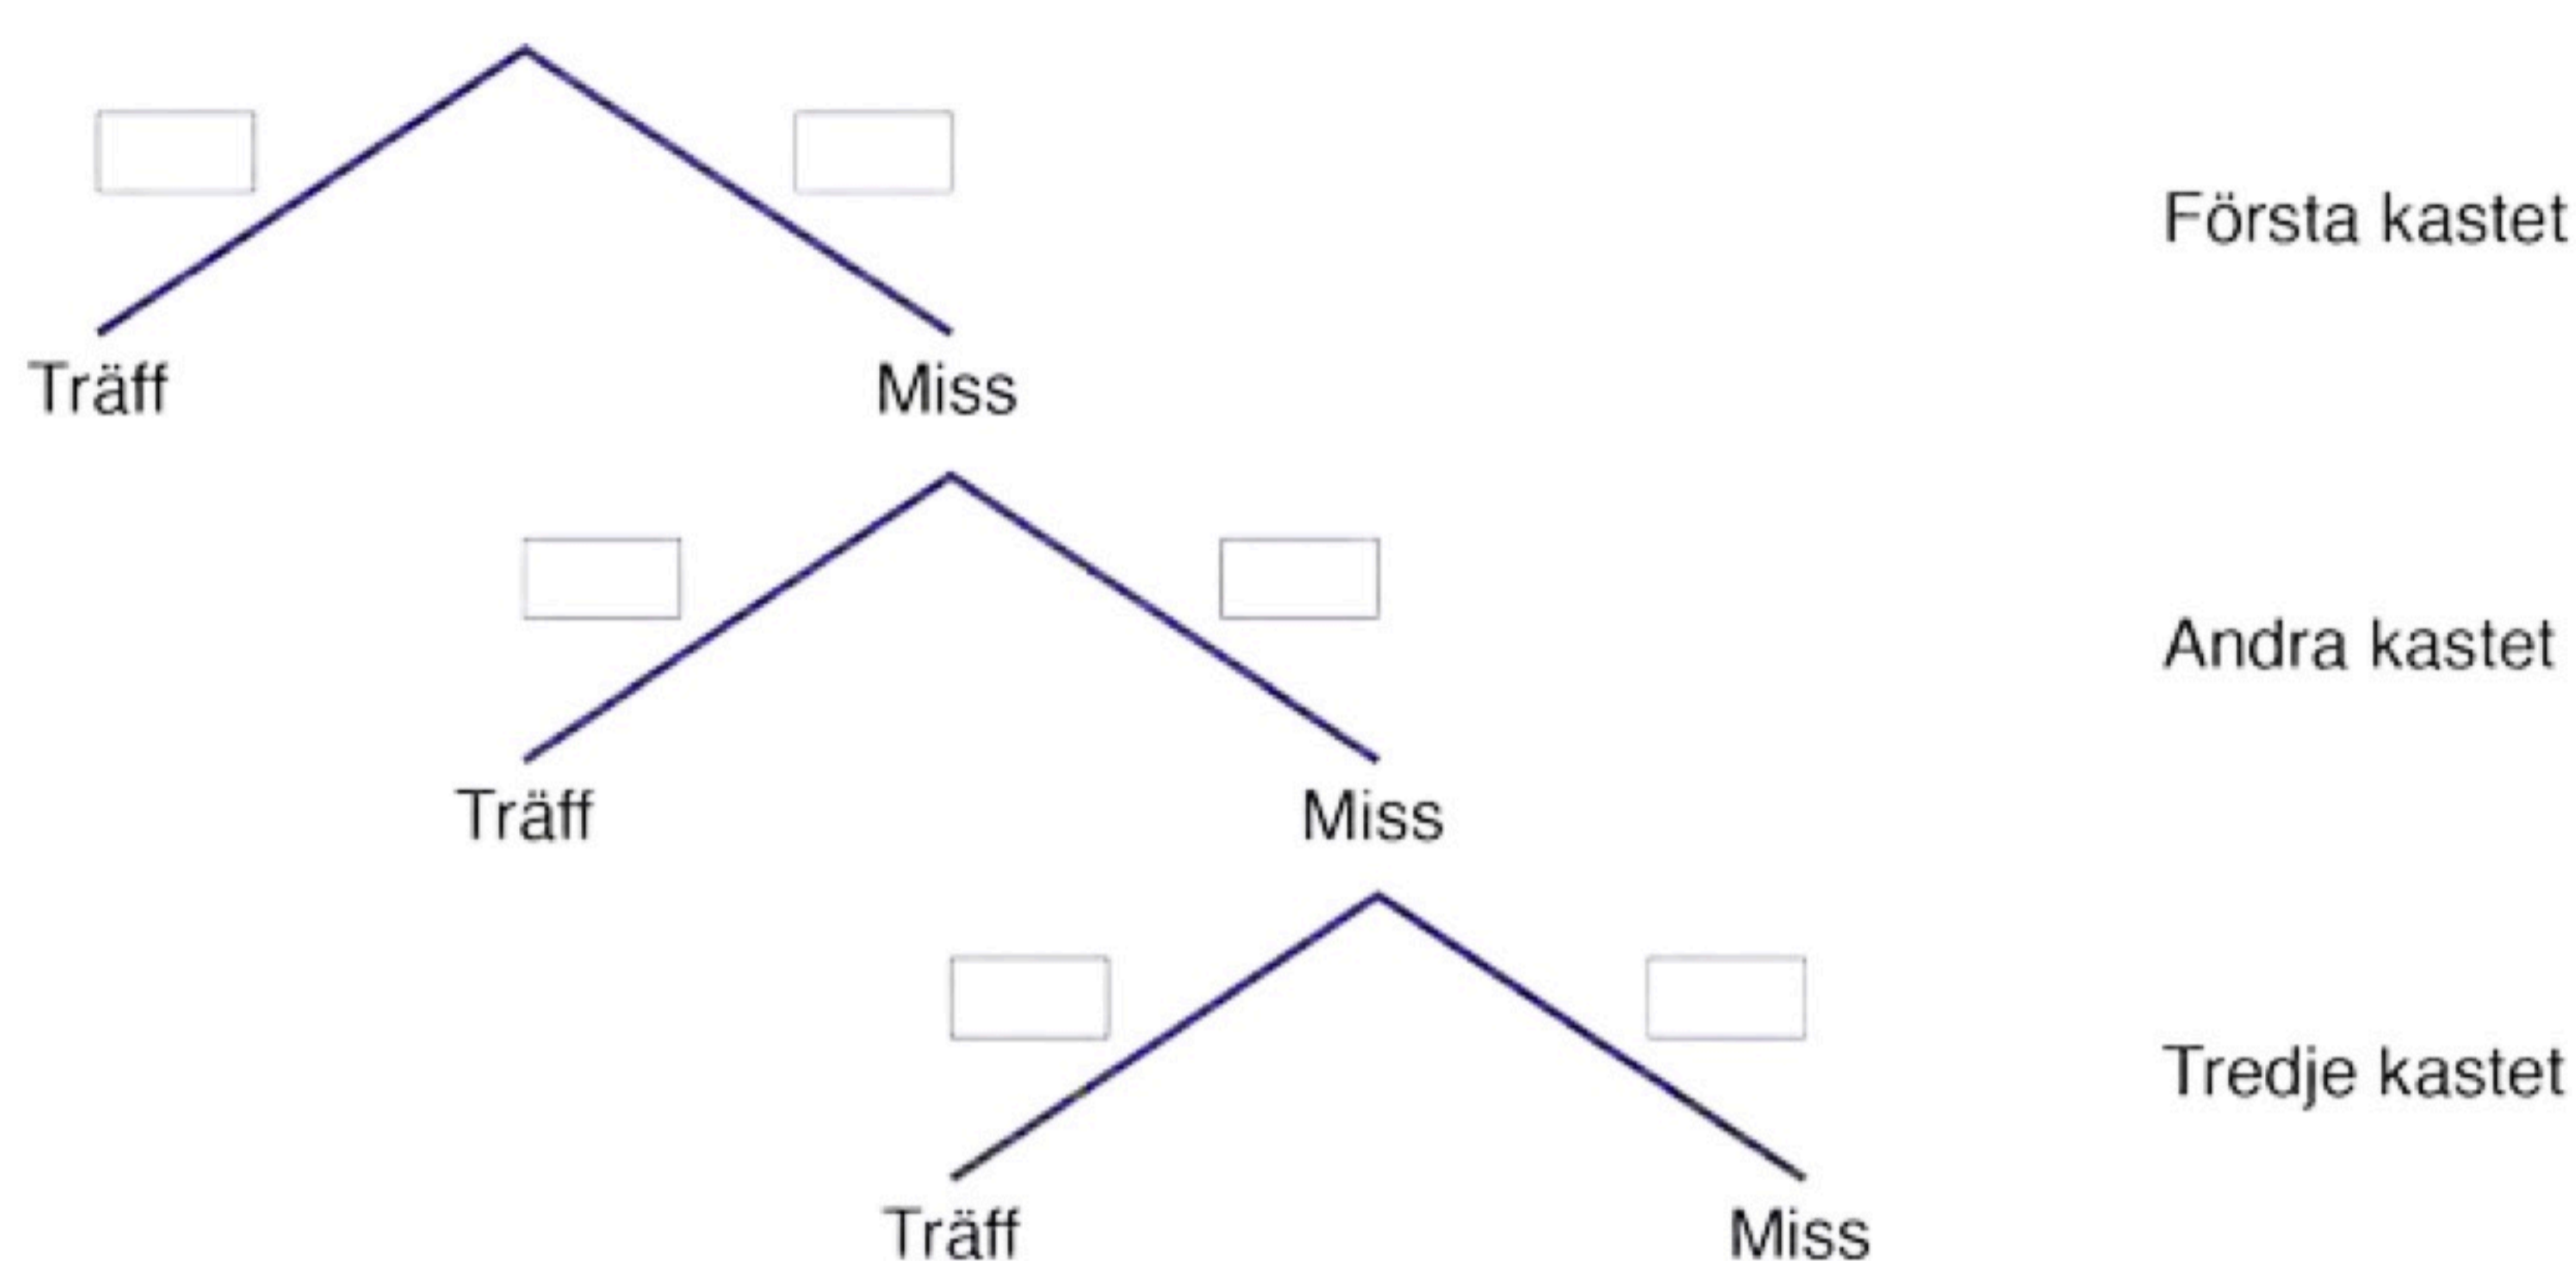 Första kastet
Träff Miss
Andra kastet
Träff Miss
Tredje kastet
Träff Miss